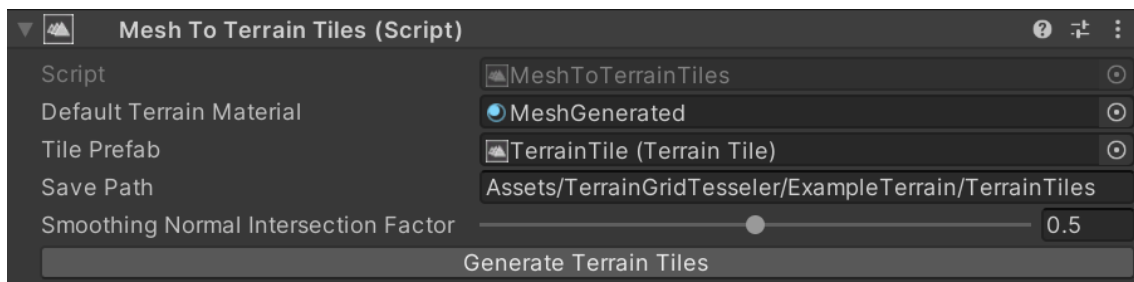 Mesh To Terrain Tiles (Script)
Script MeshToTerrainTiles
Default Terrain Material MeshGenerated
Tile Prefab TerrainTile (Terrain Tile)
Save Path Assets/TerrainGridTesseler/ExampleTerrain/TerrainTiles
Smoothing Normal Intersection Factor 0.5
Generate Terrain Tiles